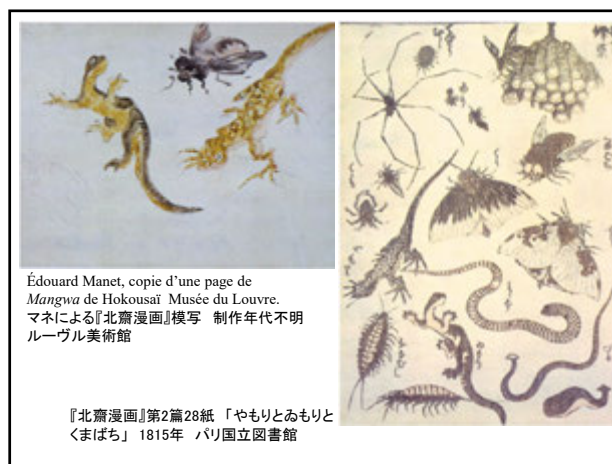 Édouard Manet, copie d'une page de
Mangwa de Hokousaï Musée du Louvre.
マネによる『北齋漫画』模写 制作年代不明
ルーヴル美術館
『北齋漫画』第2篇28紙 「やもりとゐもりと
くまばち」 1815年 パリ国立図書館